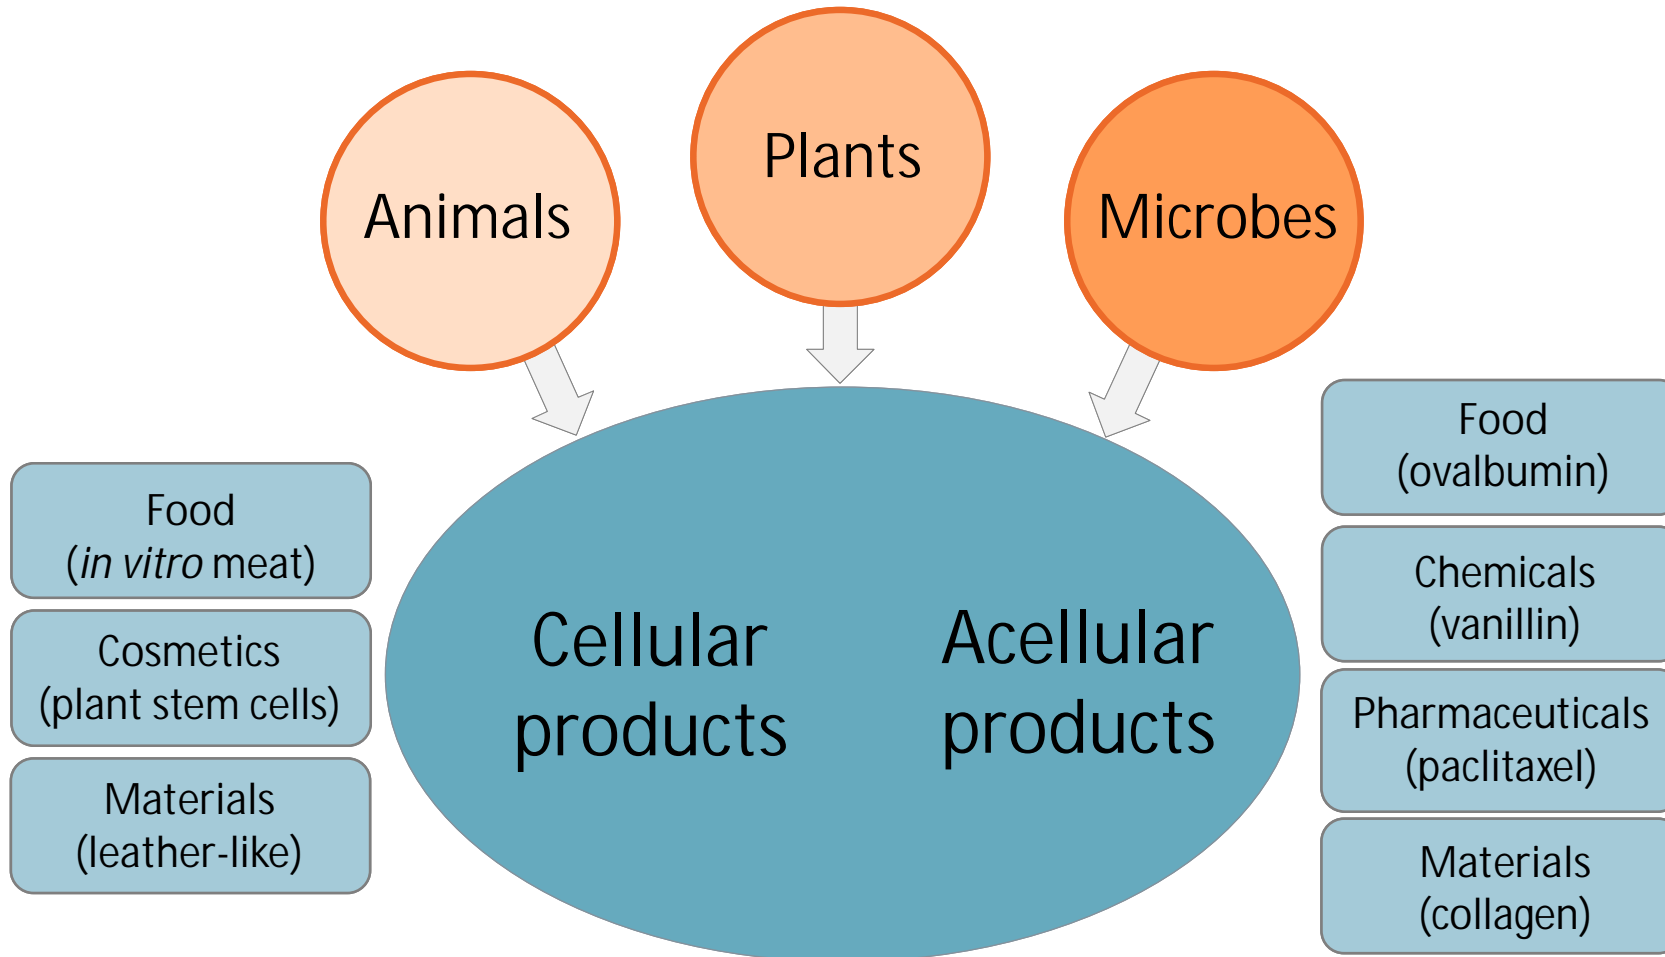 Animals
Plants
Microbes
Food
(in vitro meat)
Cosmetics
(plant stem cells)
Materials
(leather-like)
Cellular
products
Acellular
products
Food
(ovalbumin)
Chemicals
(vanillin)
Pharmaceuticals
(paclitaxel)
Materials
(collagen)